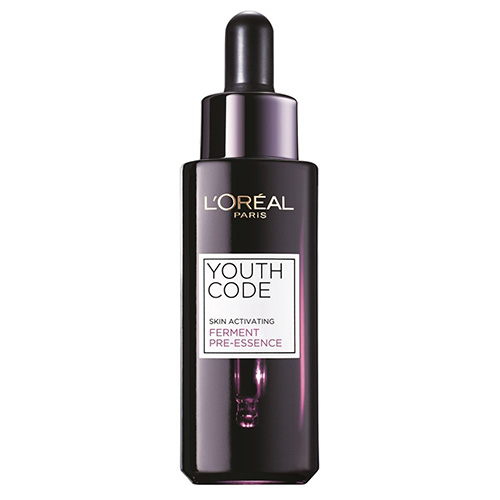 L'ORÉAL
PARIS
YOUTH
CODE
SKIN ACTIVATING
FERMENT
PRE-ESSENCE